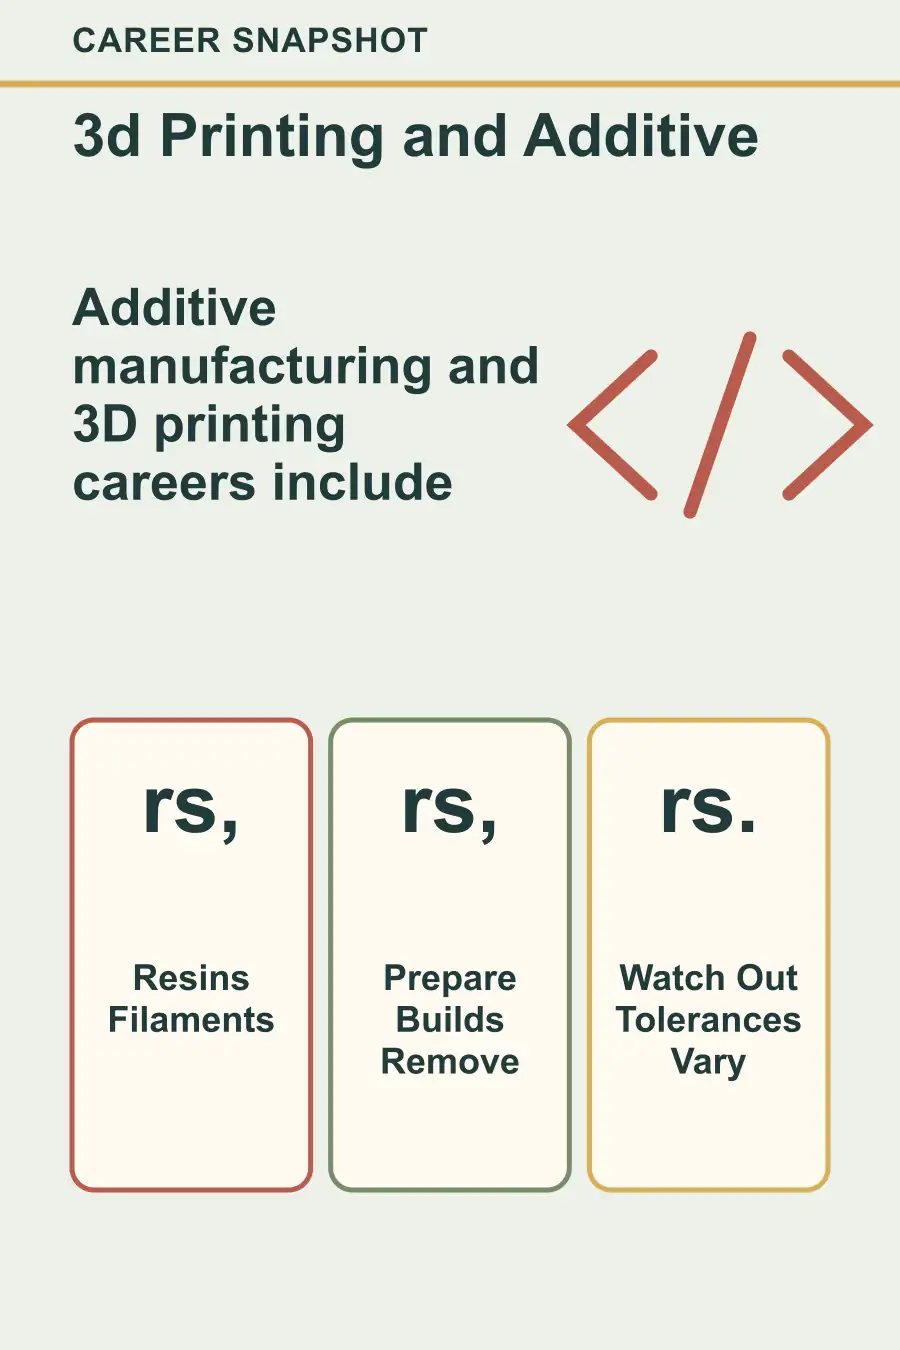 CAREER SNAPSHOT
3d Printing and Additive
Additive
manufacturing and
3D printing
careers include
rs,
Resins
Filaments
rs,
Prepare
Builds
Remove
rs.
Watch Out
Tolerances
Vary